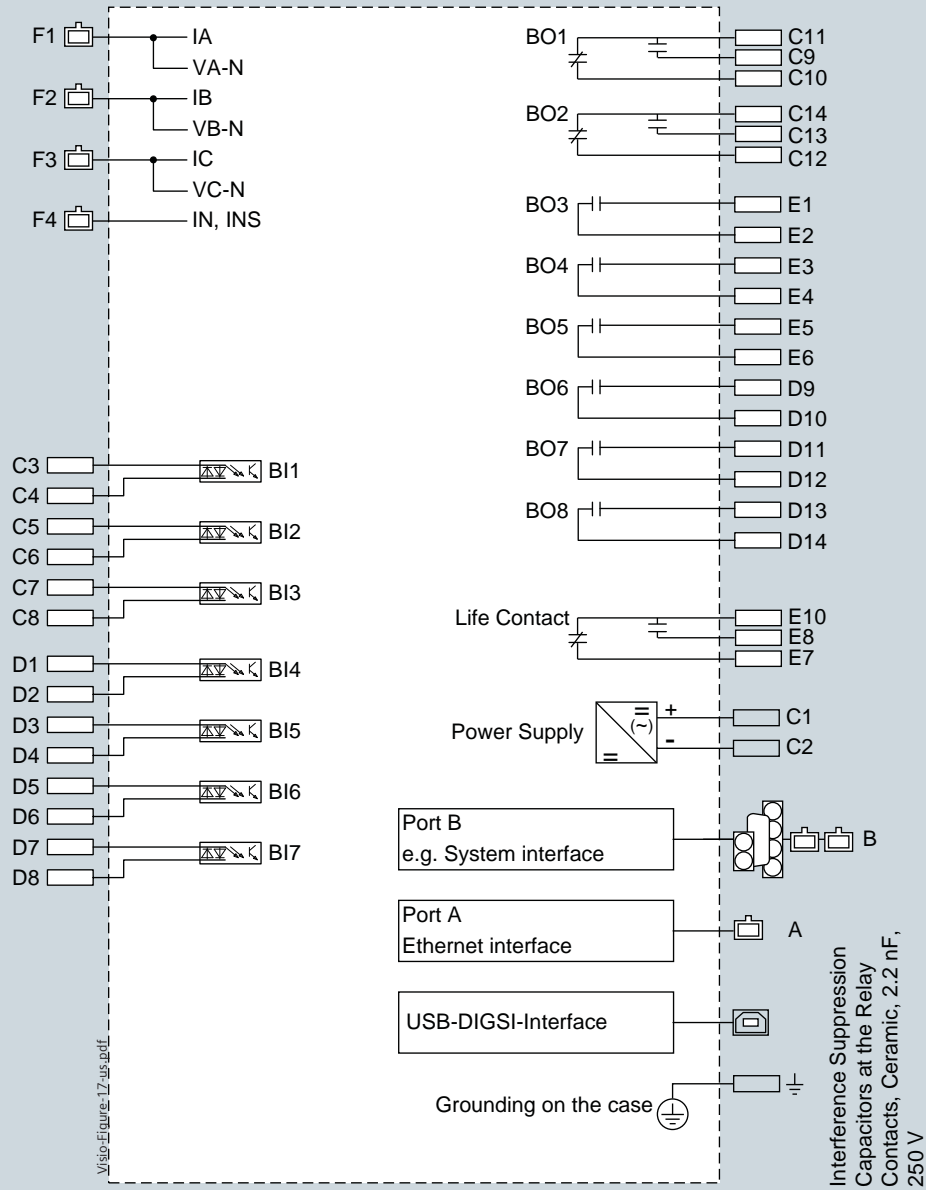 F1 IA
VA-N
F2 IB
VB-N
F3 IC
VC-N
F4 IN, INS
C3 BI1
C4
C5 BI2
C6
C7 BI3
C8
D1 BI4
D2
D3 BI5
D4
D5 BI6
D6
D7 BI7
D8
BO1 C11
C9
C10
BO2 C14
C13
C12
BO3 E1
E2
BO4 E3
E4
BO5 E5
E6
BO6 D9
D10
BO7 D11
D12
BO8 D13
D14
Life Contact E10
E8
E7
Power Supply = (~) = + C1
- C2
Port B
e.g. System interface B
Port A
Ethernet interface A
USB-DIGSI-Interface
Grounding on the case
Interference Suppression
Capacitors at the Relay
Contacts, Ceramic, 2.2 nF,
250 V
Visio-Figure-17-us.pdf